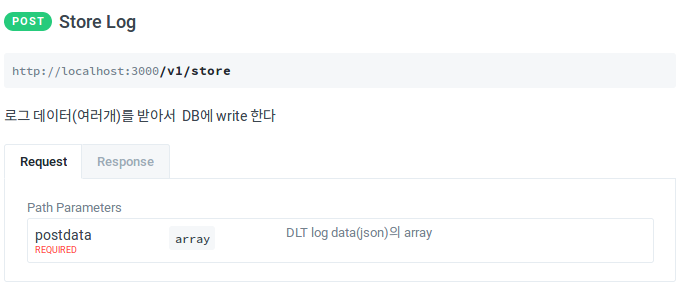 POST Store Log
http://localhost:3000/v1/store
로그 데이터(여러개)를 받아서 DB에 write 한다
Request Response
Path Parameters
postdata array DLT log data(json)의 array
REQUIRED